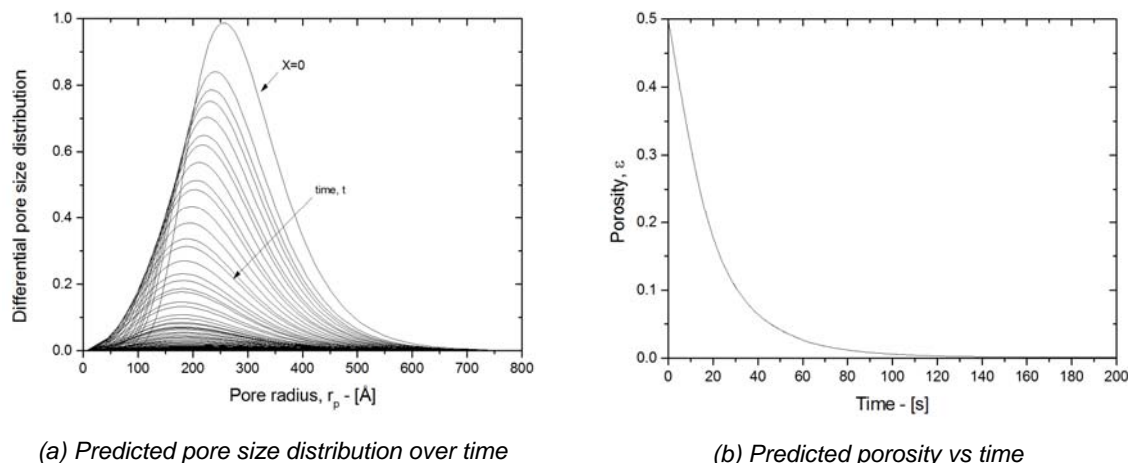 1.0
0.8
0.6
0.4
0.2
0.0
Differential pore size distribution
X=0
time, t
0 100 200 300 400 500 600 700 800
Pore radius, rp - [Å]
(a) Predicted pore size distribution over time
0.5
0.4
0.3
0.2
0.1
0.0
Porosity, ε
0 20 40 60 80 100 120 140 160 180 200
Time - [s]
(b) Predicted porosity vs time